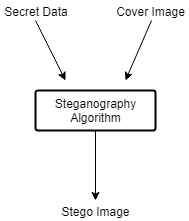 Secret Data
Cover Image
Steganography
Algorithm
Stego Image